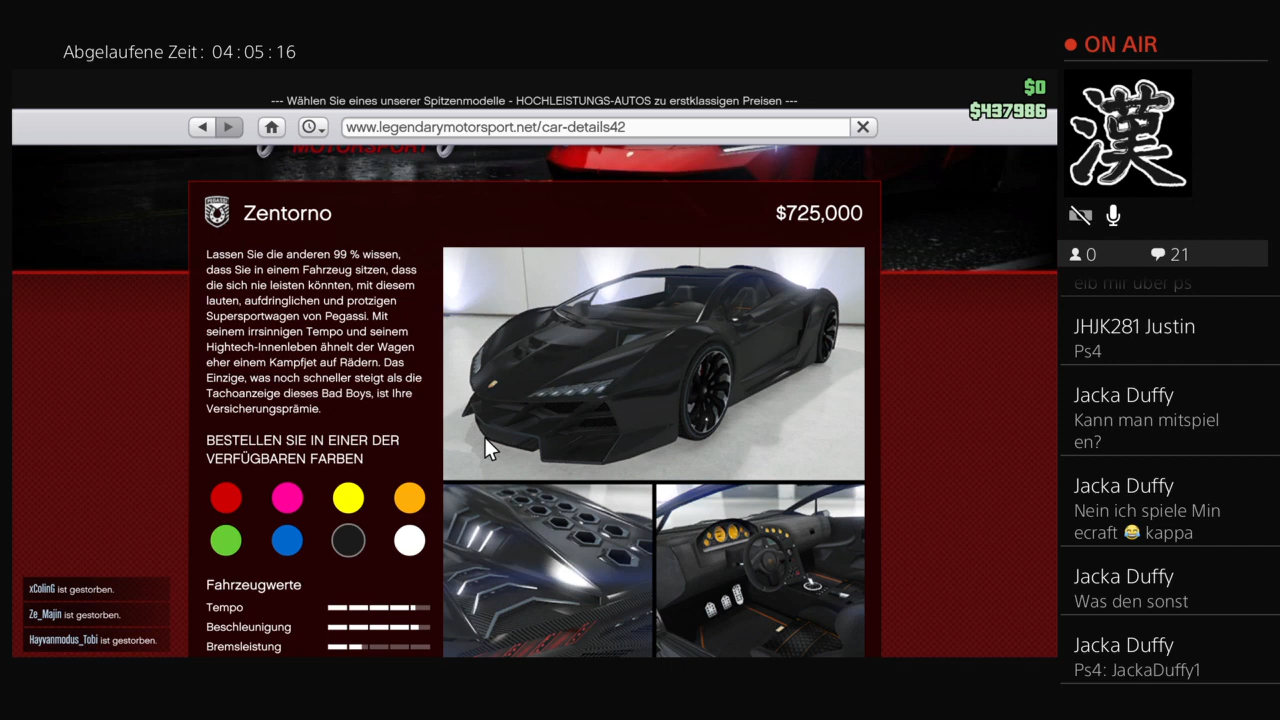 Abgelaufene Zeit: 04:05:16
ON AIR
$0
$437986
--- Wählen Sie eines unserer Spitzenmodelle - HOCHLEISTUNGS-AUTOS zu erstklassigen Preisen ---
www.legendarymotorsport.net/car-details42
MOTORSPORT
漢
PEGASSI
Zentorno
$725,000
0
21
Lassen Sie die anderen 99 % wissen,
dass Sie in einem Fahrzeug sitzen, dass
die sich nie leisten könnten, mit diesem
lauten, aufdringlichen und protzigen
Supersportwagen von Pegassi. Mit
seinem irrsinnigen Tempo und seinem
Hightech-Innenleben ähnelt der Wagen
eher einem Kampfjet auf Rädern. Das
Einzige, was noch schneller steigt als die
Tachoanzeige dieses Bad Boys, ist Ihre
Versicherungsprämie.
BESTELLEN SIE IN EINER DER
VERFÜGBAREN FARBEN
Fahrzeugwerte
Tempo
Beschleunigung
Bremsleistung
xColinG ist gestorben.
Ze_Majin ist gestorben.
Hayvanmodus_Tobi ist gestorben.
eib mir über ps
JHJK281 Justin
Ps4
Jacka Duffy
Kann man mitspiel
en?
Jacka Duffy
Nein ich spiele Min
ecraft 😂 kappa
Jacka Duffy
Was den sonst
Jacka Duffy
Ps4: JackaDuffy1